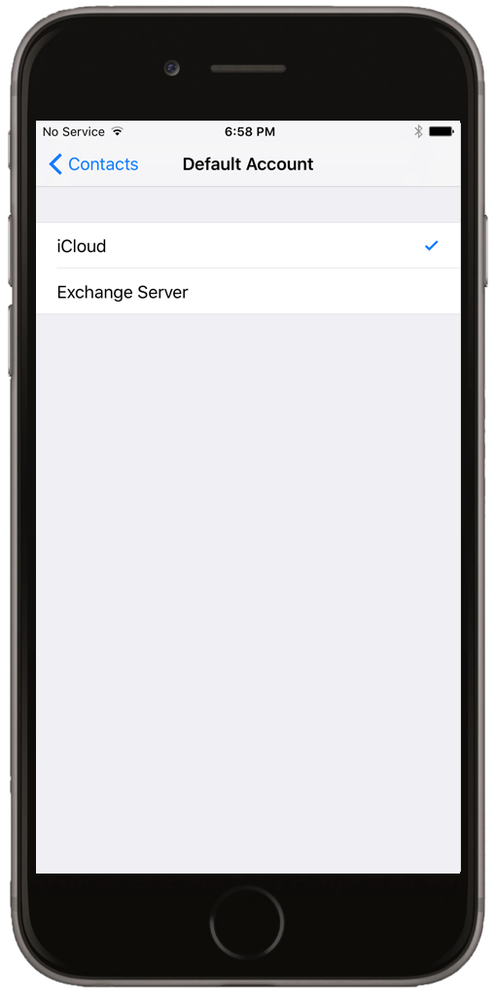 No Service 6:58 PM
Contacts Default Account
iCloud
Exchange Server